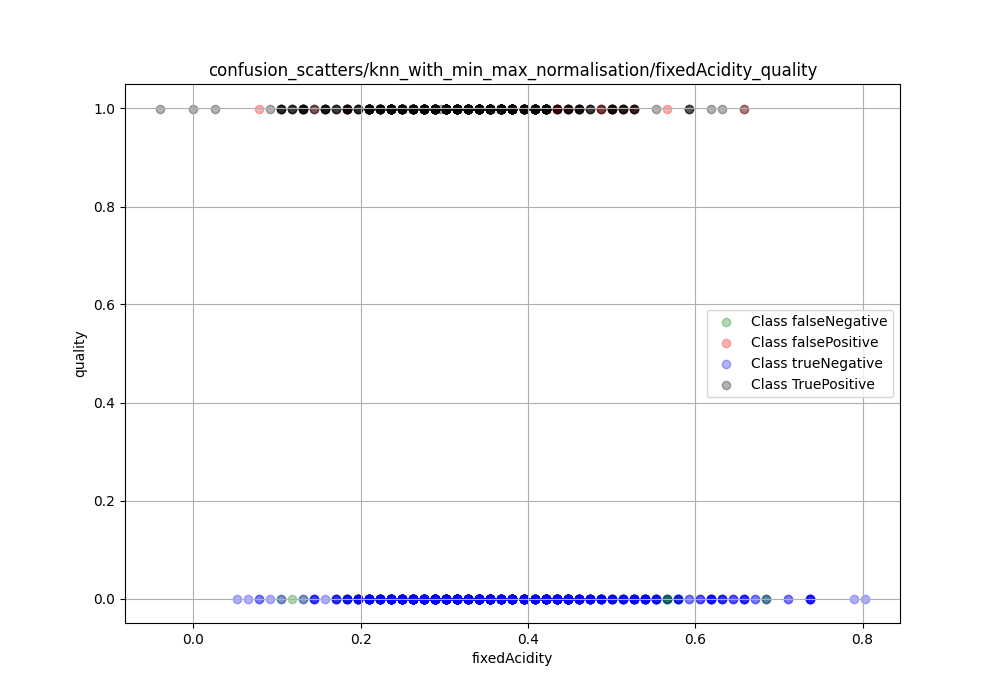 confusion_scatters/knn_with_min_max_normalisation/fixedAcidity_quality
1.0
0.8
0.6
0.4
0.2
0.0
quality
Class falseNegative
Class falsePositive
Class trueNegative
Class TruePositive
0.0 0.2 0.4 0.6 0.8
fixedAcidity